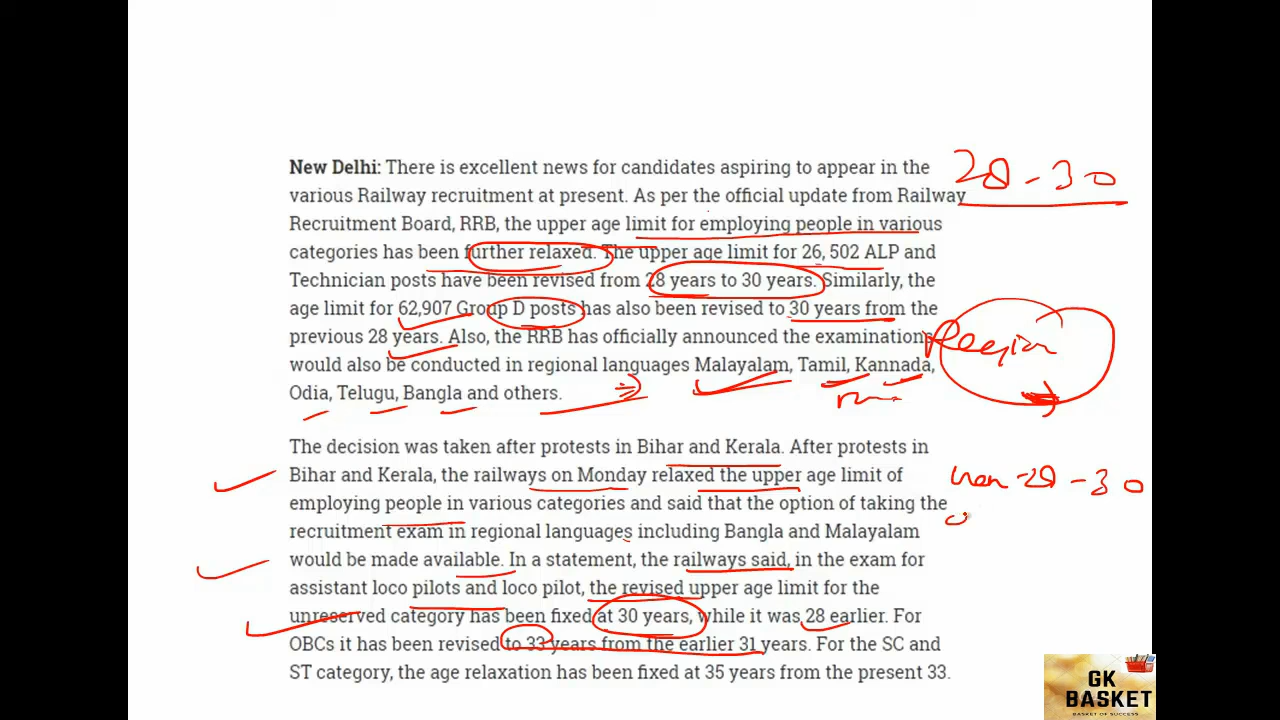 New Delhi: There is excellent news for candidates aspiring to appear in the
various Railway recruitment at present. As per the official update from Railway
Recruitment Board, RRB, the upper age limit for employing people in various
categories has been further relaxed. The upper age limit for 26, 502 ALP and
Technician posts have been revised from 28 years to 30 years. Similarly, the
age limit for 62,907 Group D posts has also been revised to 30 years from the
previous 28 years. Also, the RRB has officially announced the examinations
would also be conducted in regional languages Malayalam, Tamil, Kannada,
Odia, Telugu, Bangla and others.
28-30
Region
The decision was taken after protests in Bihar and Kerala. After protests in
Bihar and Kerala, the railways on Monday relaxed the upper age limit of
employing people in various categories and said that the option of taking the
recruitment exam in regional languages including Bangla and Malayalam
would be made available. In a statement, the railways said, in the exam for
assistant loco pilots and loco pilot, the revised upper age limit for the
unreserved category has been fixed at 30 years, while it was 28 earlier. For
OBCs it has been revised to 33 years from the earlier 31 years. For the SC and
ST category, the age relaxation has been fixed at 35 years from the present 33.
28-30
GK
BASKET
BASKET OF SUCCESS